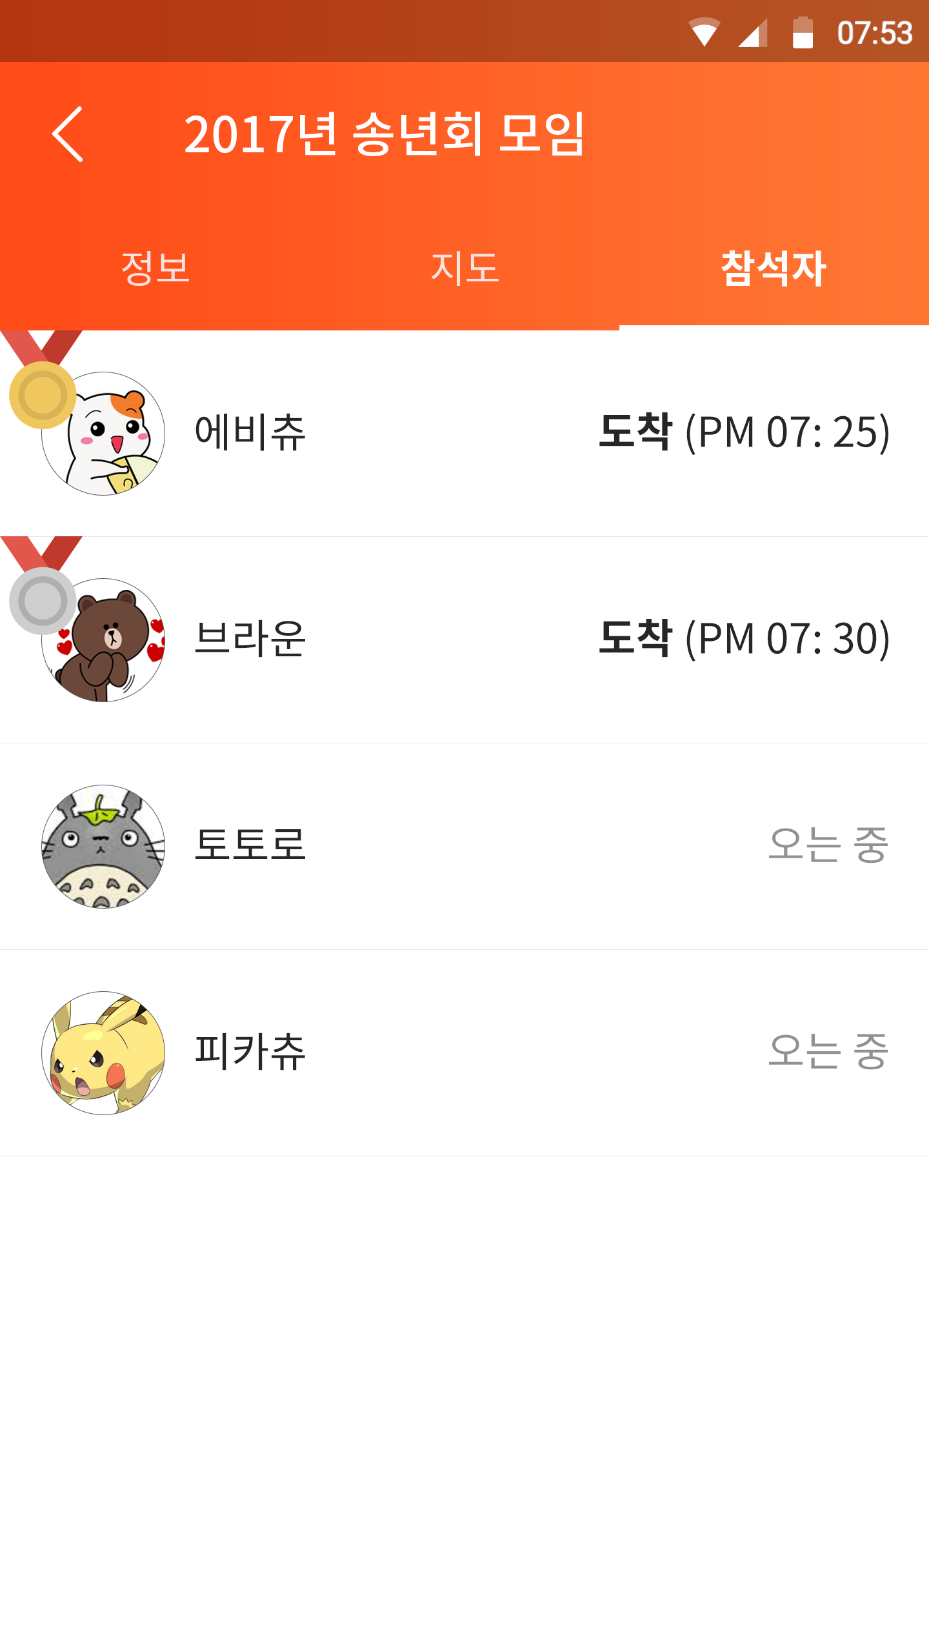 07:53
2017년 송년회 모임
정보 지도 참석자
에비츄 도착 (PM 07: 25)
브라운 도착 (PM 07: 30)
토토로 오는 중
피카츄 오는 중